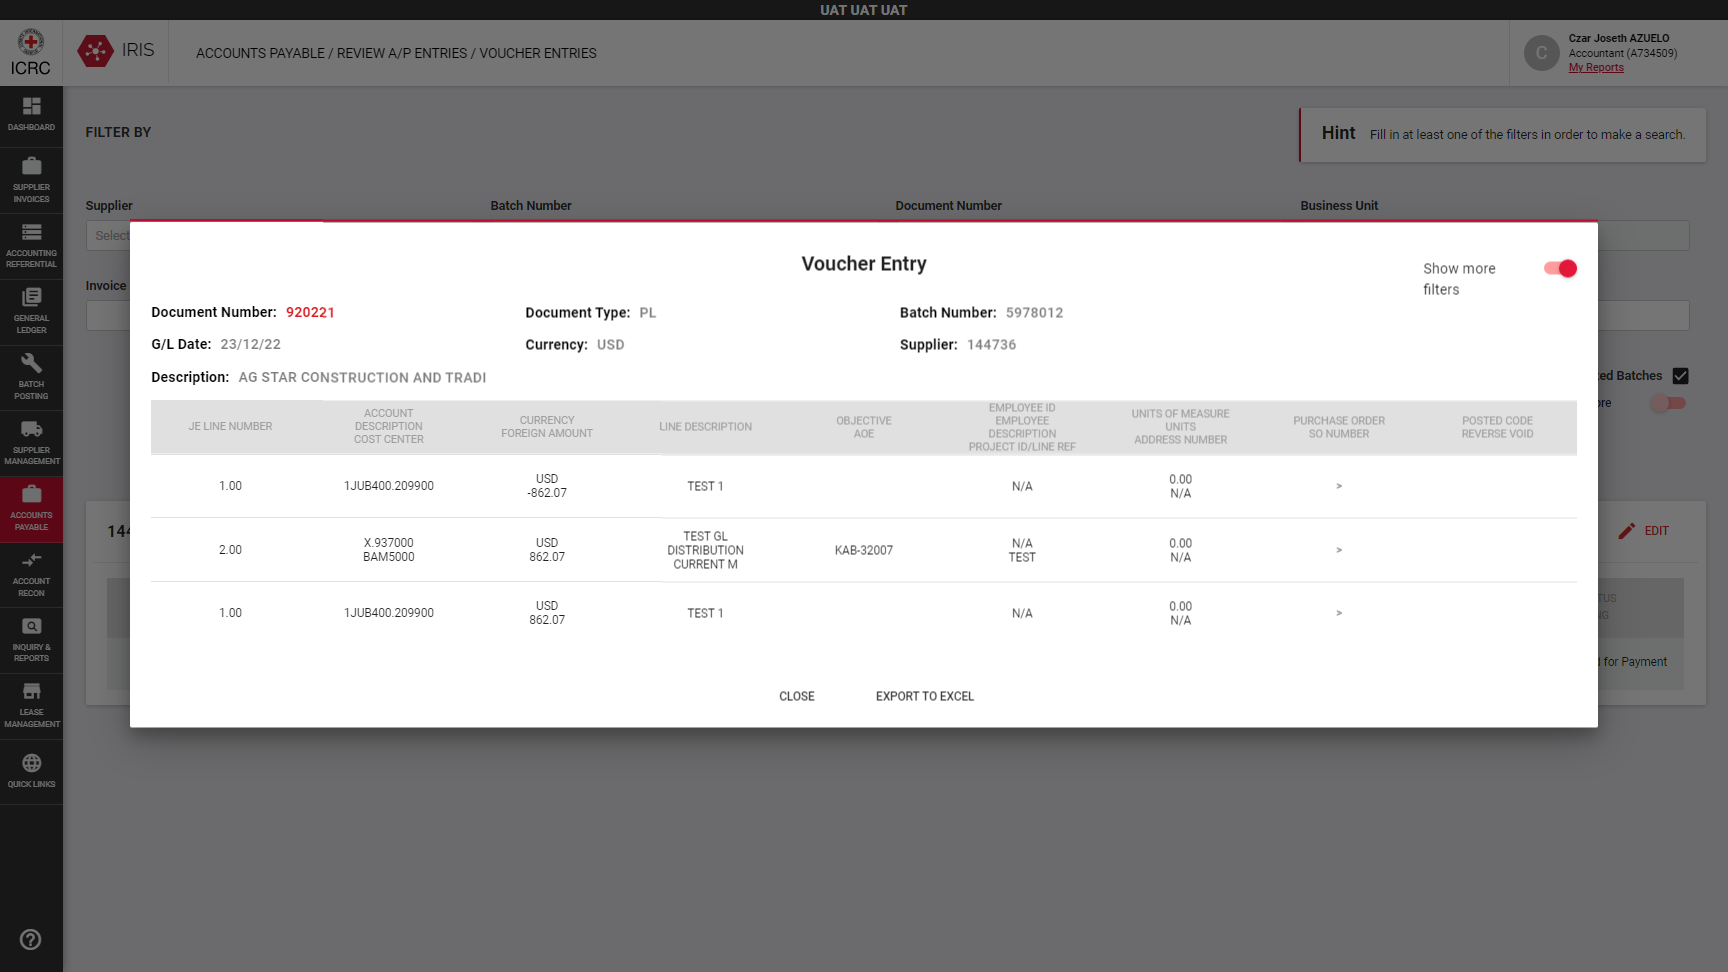 UAT UAT UAT
ICRC
IRIS
ACCOUNTS PAYABLE / REVIEW A/P ENTRIES / VOUCHER ENTRIES
C
Czar Joseth AZUELO
Accountant (A734509)
My Reports
DASHBOARD
SUPPLIER
INVOICES
ACCOUNTING
REFERENTIAL
GENERAL
LEDGER
BATCH
POSTING
SUPPLIER
MANAGEMENT
ACCOUNTS
PAYABLE
ACCOUNT
RECON
INQUIRY &
REPORTS
LEASE
MANAGEMENT
QUICK LINKS
FILTER BY
Hint Fill in at least one of the filters in order to make a search.
Supplier Batch Number Document Number Business Unit
Select
Invoice
ed Batches
ore
144
EDIT
TUS
NG
d for Payment
Voucher Entry
Show more
filters
Document Number: 920221 Document Type: PL Batch Number: 5978012
G/L Date: 23/12/22 Currency: USD Supplier: 144736
Description: AG STAR CONSTRUCTION AND TRADI
JE LINE NUMBER
ACCOUNT
DESCRIPTION
COST CENTER
CURRENCY
FOREIGN AMOUNT
LINE DESCRIPTION
OBJECTIVE
AOE
EMPLOYEE ID
EMPLOYEE
DESCRIPTION
PROJECT ID/LINE REF
UNITS OF MEASURE
UNITS
ADDRESS NUMBER
PURCHASE ORDER
SO NUMBER
POSTED CODE
REVERSE VOID
1.00
1JUB400.209900
USD
-862.07
TEST 1
N/A
0.00
N/A
>
2.00
X.937000
BAM5000
USD
862.07
TEST GL
DISTRIBUTION
CURRENT M
KAB-32007
N/A
TEST
0.00
N/A
>
1.00
1JUB400.209900
USD
862.07
TEST 1
N/A
0.00
N/A
>
CLOSE EXPORT TO EXCEL